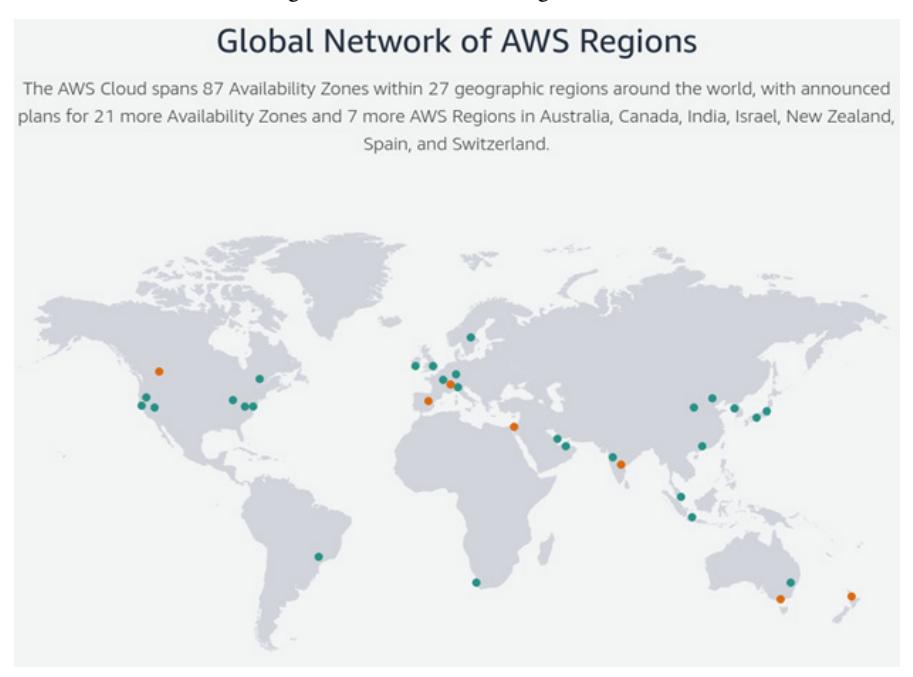 Global Network of AWS Regions
The AWS Cloud spans 87 Availability Zones within 27 geographic regions around the world, with announced
plans for 21 more Availability Zones and 7 more AWS Regions in Australia, Canada, India, Israel, New Zealand,
Spain, and Switzerland.